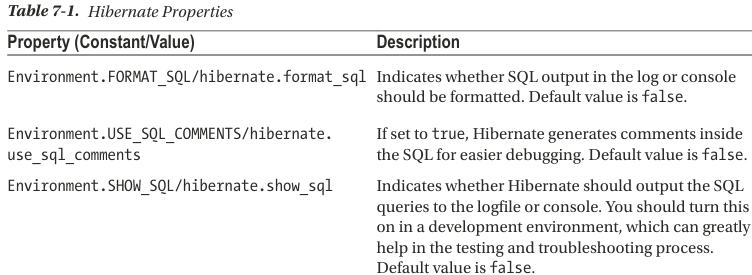 Table 7-1. Hibernate Properties
Property (Constant/Value) Description
Environment.FORMAT_SQL/hibernate.format_sql Indicates whether SQL output in the log or console
should be formatted. Default value is false.
Environment.USE_SQL_COMMENTS/hibernate. If set to true, Hibernate generates comments inside
use_sql_comments the SQL for easier debugging. Default value is false.
Environment.SHOW_SQL/hibernate.show_sql Indicates whether Hibernate should output the SQL
queries to the logfile or console. You should turn this
on in a development environment, which can greatly
help in the testing and troubleshooting process.
Default value is false.